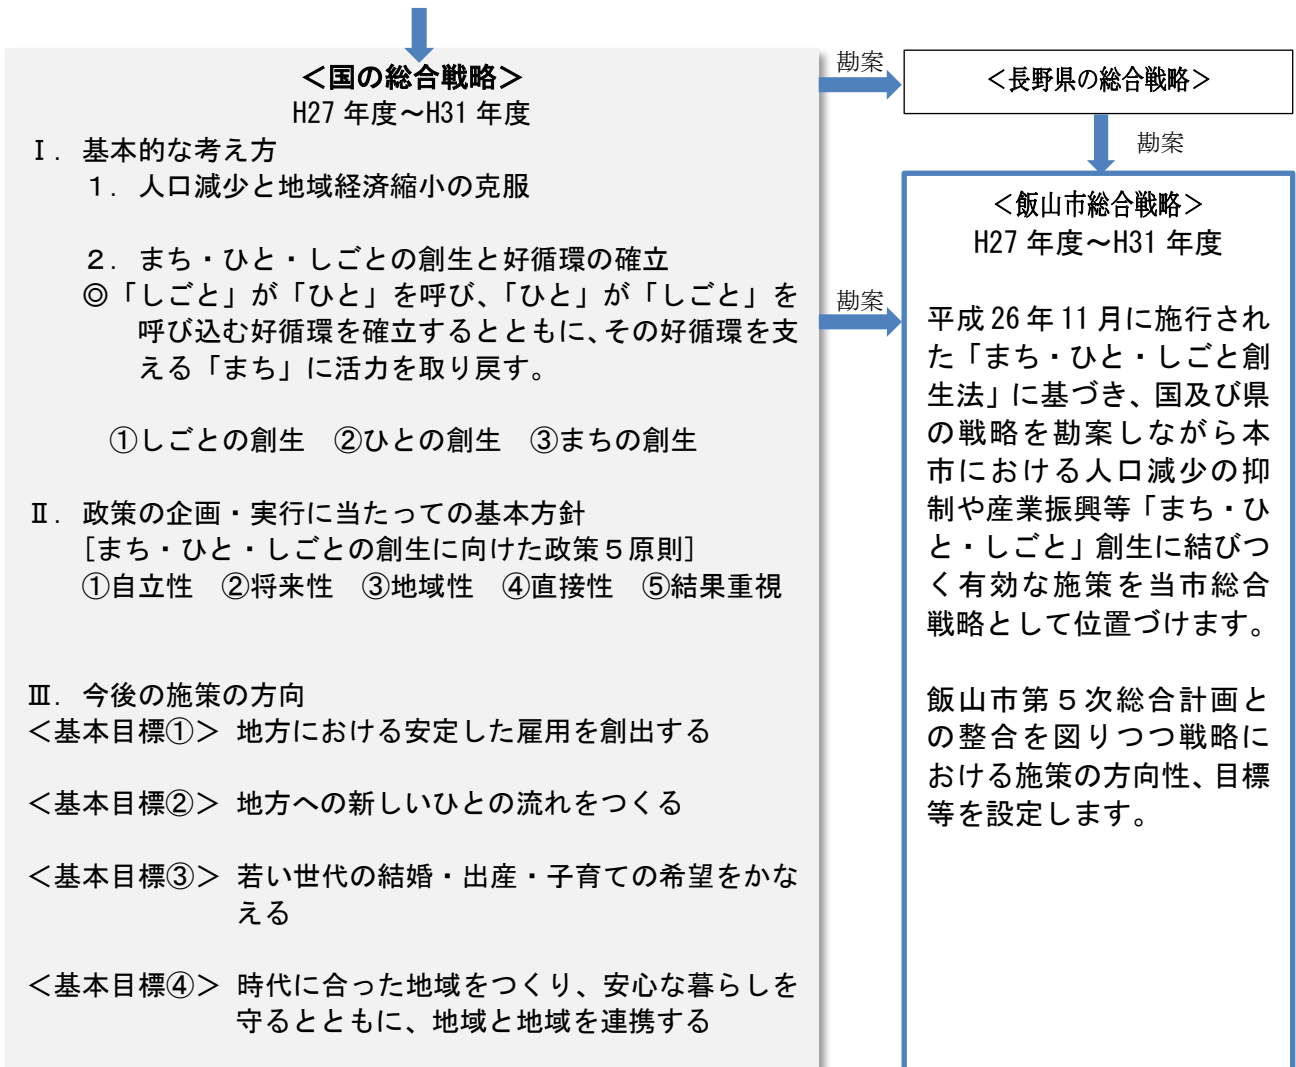 ＜国の総合戦略＞
H27 年度～H31 年度
Ⅰ．基本的な考え方
１．人口減少と地域経済縮小の克服
２．まち・ひと・しごとの創生と好循環の確立
◎「しごと」が「ひと」を呼び、「ひと」が「しごと」を
呼び込む好循環を確立するとともに、その好循環を支
える「まち」に活力を取り戻す。
①しごとの創生　②ひとの創生　③まちの創生
Ⅱ．政策の企画・実行に当たっての基本方針
［まち・ひと・しごとの創生に向けた政策５原則］
①自立性　②将来性　③地域性　④直接性　⑤結果重視
Ⅲ．今後の施策の方向
＜基本目標①＞ 地方における安定した雇用を創出する
＜基本目標②＞ 地方への新しいひとの流れをつくる
＜基本目標③＞ 若い世代の結婚・出産・子育ての希望をかな
える
＜基本目標④＞ 時代に合った地域をつくり、安心な暮らしを
守るとともに、地域と地域を連携する
勘案
＜長野県の総合戦略＞
勘案
勘案
＜飯山市総合戦略＞
H27 年度～H31 年度
平成 26 年 11 月に施行され
た「まち・ひと・しごと創
生法」に基づき、国及び県
の戦略を勘案しながら本
市における人口減少の抑
制や産業振興等「まち・ひ
と・しごと」創生に結びつ
く有効な施策を当市総合
戦略として位置づけます。
飯山市第５次総合計画と
の整合を図りつつ戦略に
おける施策の方向性、目標
等を設定します。